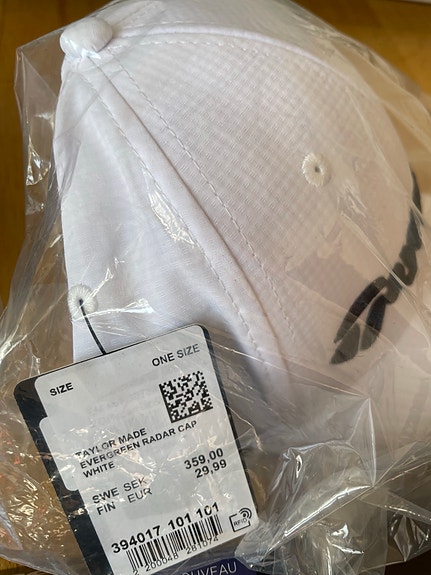 SIZE ONE SIZE
TAYLOR MADE
EVERGREEN RADAR CAP
WHITE
SWE SEK 359,00
FIN EUR 29,99
394017 101 101
RFID
OUVEAU